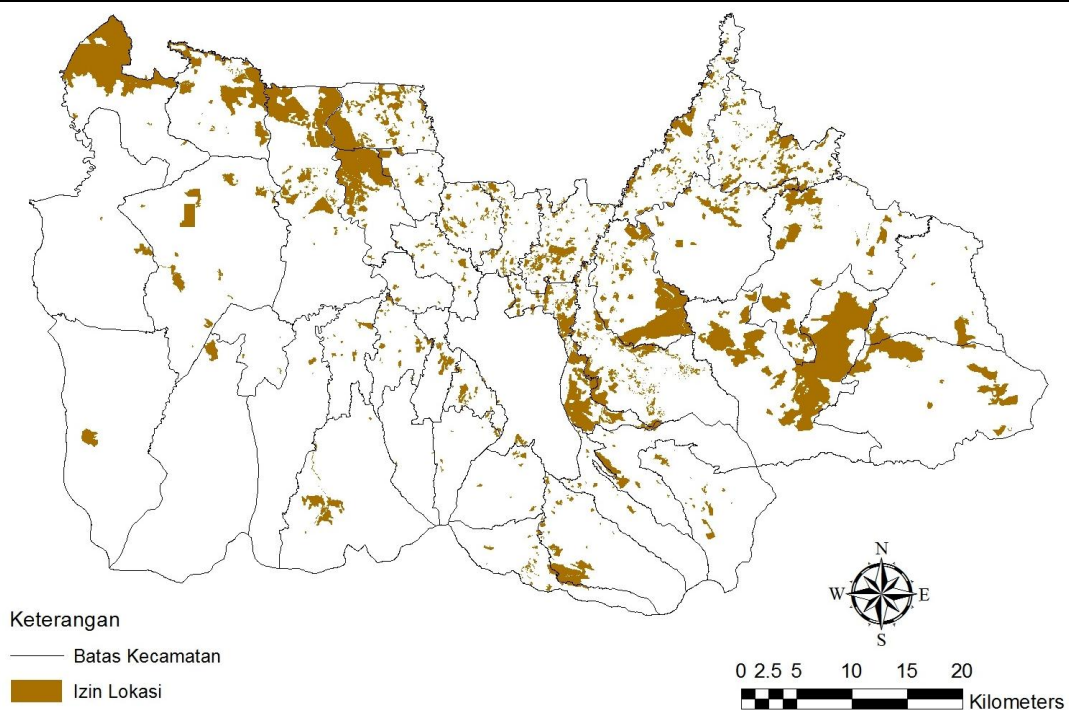 N
W E
S
Keterangan
Batas Kecamatan
Izin Lokasi
0 2.5 5 10 15 20
Kilometers